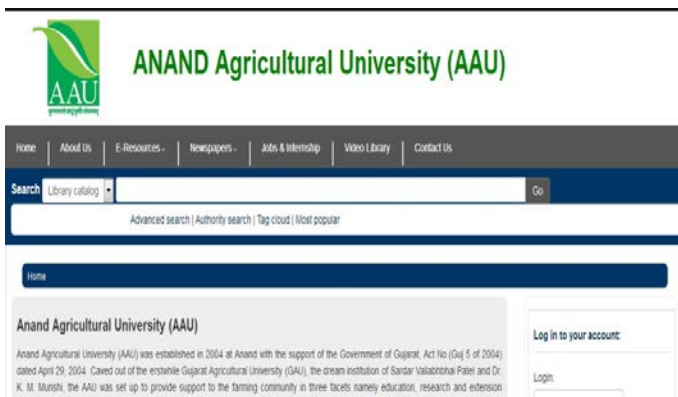 AAU
ANAND Agricultural University (AAU)
Home About Us E-Resources Newspapers Jobs & Internship Video Library Contact Us
Search Library catalog Go
Advanced search | Authority search | Tag cloud | Most popular
Home
Anand Agricultural University (AAU)
Anand Agricultural University (AAU) was established in 2004 at Anand with the support of the Government of Gujarat, Act No.(Guj 5 of 2004)
dated April 29, 2004. Caved out of the erstwhile Gujarat Agricultural University (GAU), the dream institution of Sardar Vallabhbhai Patel and Dr.
K. M. Munshi, the AAU was set up to provide support to the farming community in three facets namely education, research and extension
Log in to your account:
Login: